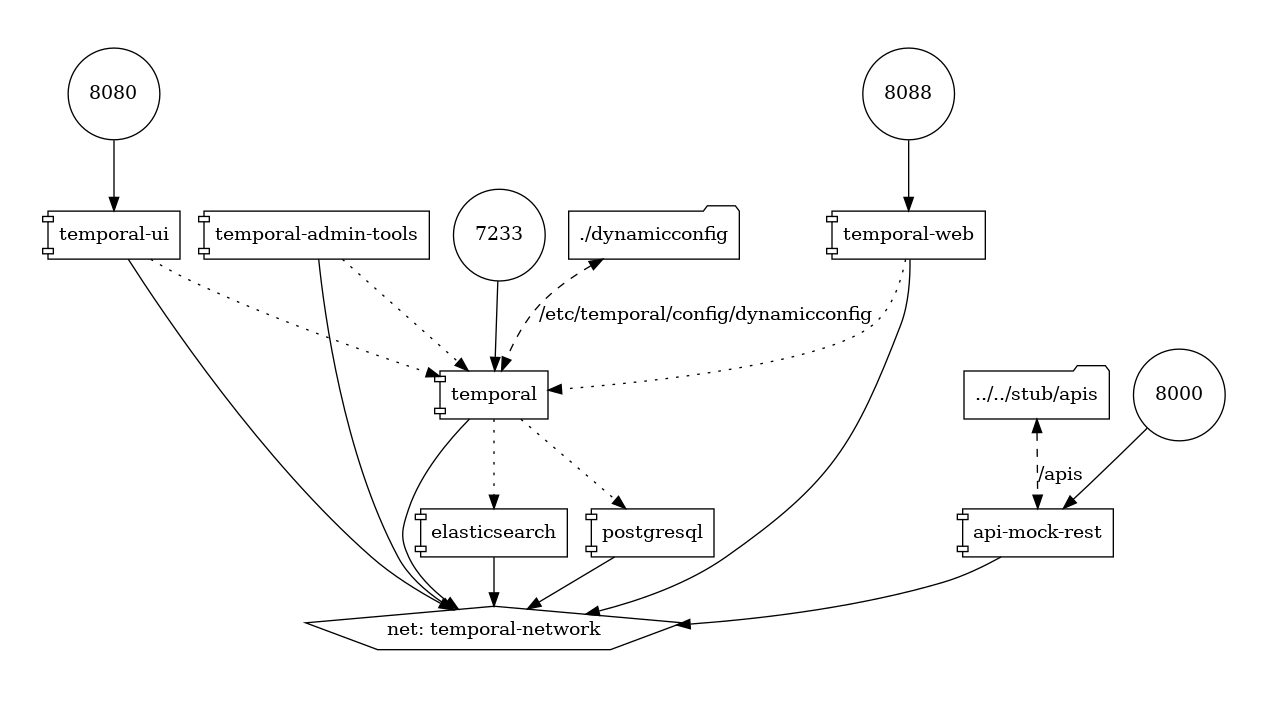 8080
8088
temporal-ui
temporal-admin-tools
7233
./dynamicconfig
temporal-web
/etc/temporal/config/dynamicconfig
temporal
../../stub/apis
8000
/apis
elasticsearch
postgresql
api-mock-rest
net: temporal-network